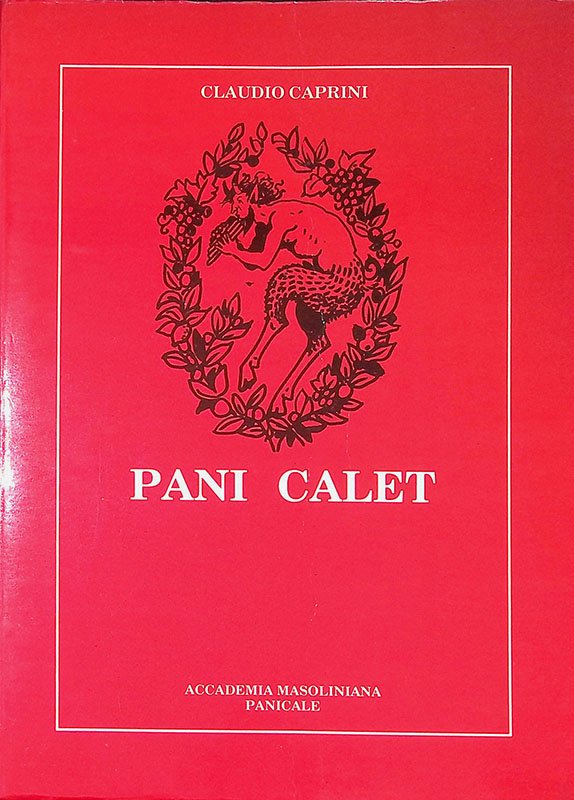 CLAUDIO CAPRINI
PANI CALET
ACCADEMIA MASOLINIANA
PANICALE